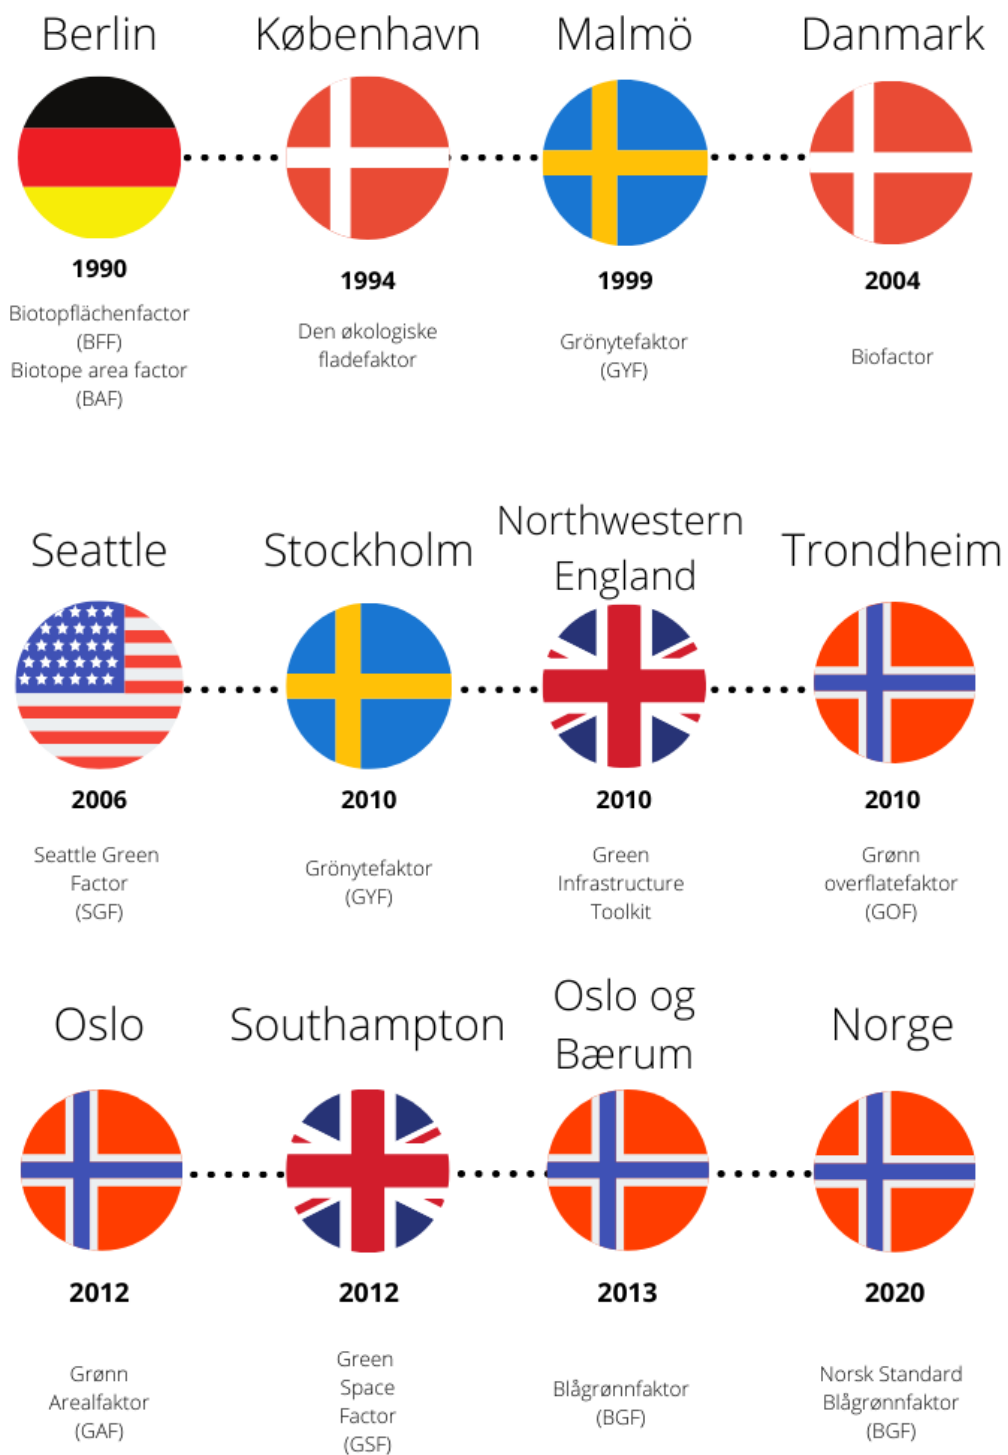 Berlin
København
Malmö
Danmark
1990
1994
1999
2004
Biotopflächenfactor
(BFF)
Biotope area factor
(BAF)
Den økologiske
fladefaktor
Grönytefaktor
(GYF)
Biofactor
Seattle
Stockholm
Northwestern
England
Trondheim
2006
2010
2010
2010
Seattle Green
Factor
(SGF)
Grönytefaktor
(GYF)
Green
Infrastructure
Toolkit
Grønn
overflatefaktor
(GOF)
Oslo
Southampton
Oslo og
Bærum
Norge
2012
2012
2013
2020
Grønn
Arealfaktor
(GAF)
Green
Space
Factor
(GSF)
Blågrønnfaktor
(BGF)
Norsk Standard
Blågrønnfaktor
(BGF)